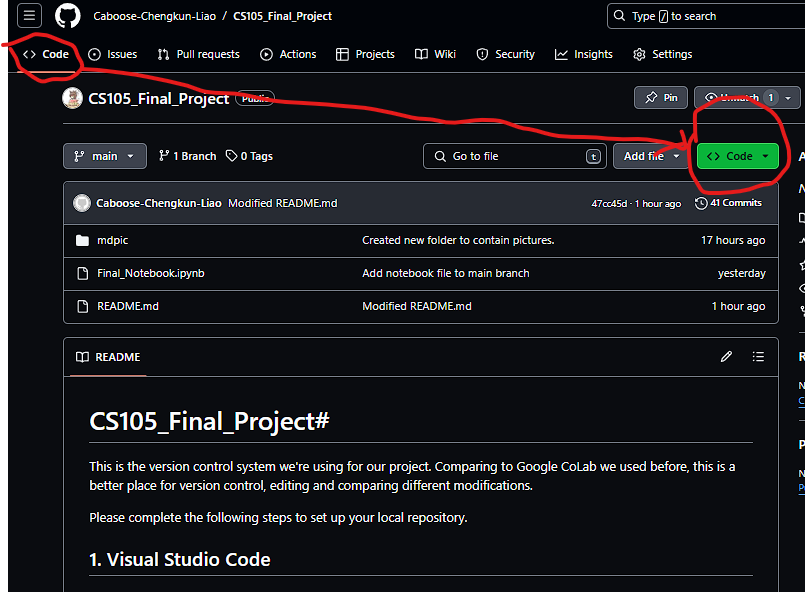 Caboose-Chengkun-Liao / CS105_Final_Project
Type / to search
Code
Issues
Pull requests
Actions
Projects
Wiki
Security
Insights
Settings
CS105_Final_Project
Public
Pin
Unwatch 1
main
1 Branch
0 Tags
Go to file
t
Add file
Code
Caboose-Chengkun-Liao Modified README.md
47cc45d · 1 hour ago
41 Commits
mdpic Created new folder to contain pictures. 17 hours ago
Final_Notebook.ipynb Add notebook file to main branch yesterday
README.md Modified README.md 1 hour ago
README
CS105_Final_Project#
This is the version control system we're using for our project. Comparing to Google CoLab we used before, this is a
better place for version control, editing and comparing different modifications.
Please complete the following steps to set up your local repository.
1. Visual Studio Code